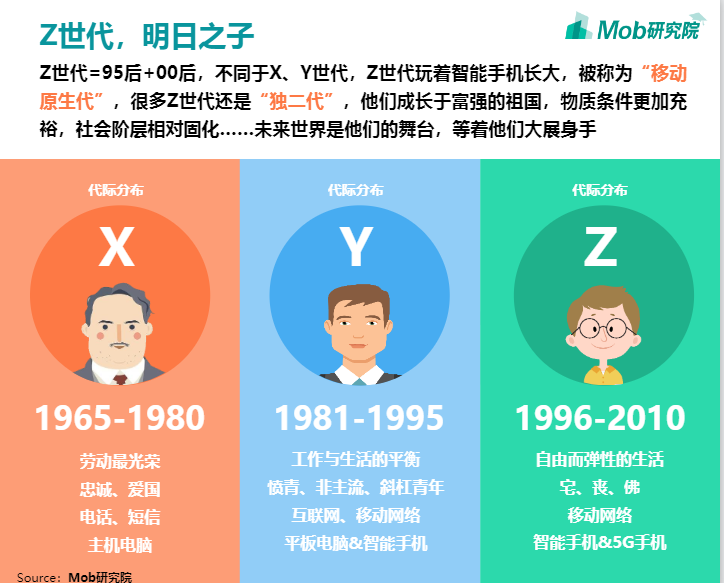 Z世代，明日之子
Mob研究院
Z世代=95后+00后，不同于X、Y世代，Z世代玩着智能手机长大，被称为“移动
原生代”，很多Z世代还是“独二代”，他们成长于富强的祖国，物质条件更加充
裕，社会阶层相对固化……未来世界是他们的舞台，等着他们大展身手
代际分布
X
1965-1980
劳动最光荣
忠诚、爱国
电话、短信
主机电脑
代际分布
Y
1981-1995
工作与生活的平衡
愤青、非主流、斜杠青年
互联网、移动网络
平板电脑&智能手机
代际分布
Z
1996-2010
自由而弹性的生活
宅、丧、佛
移动网络
智能手机&5G手机
Source：Mob研究院